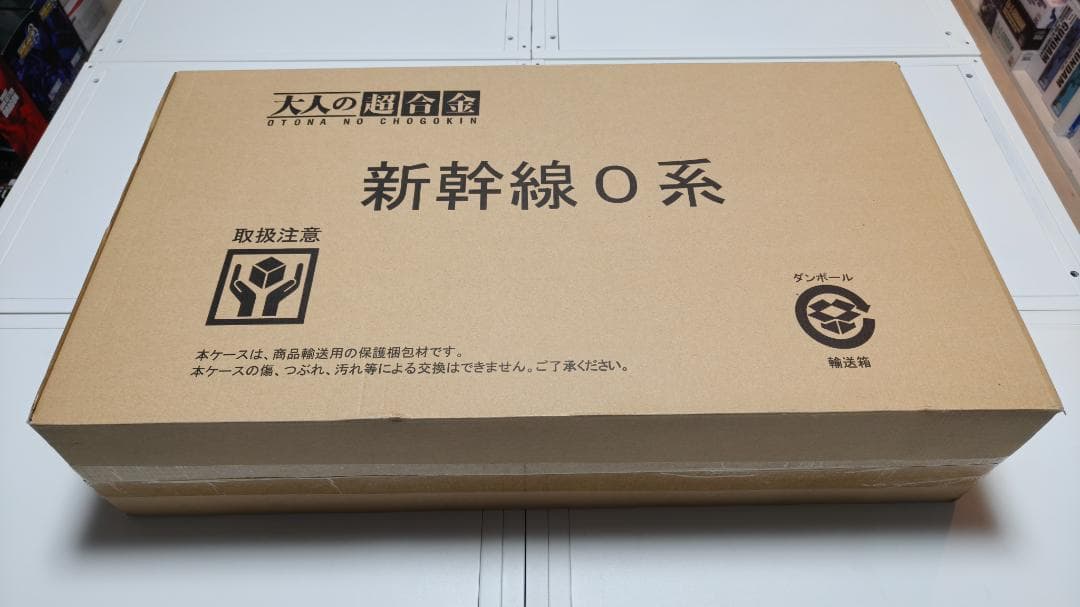 大人の超合金
OTONA NO CHOGOKIN
新幹線０系
取扱注意
ダンボール
輸送箱
本ケースは、商品輸送用の保護梱包材です。
本ケースの傷、つぶれ、汚れ等による交換はできません。ご了承ください。
GUNDAM
GUNDAM